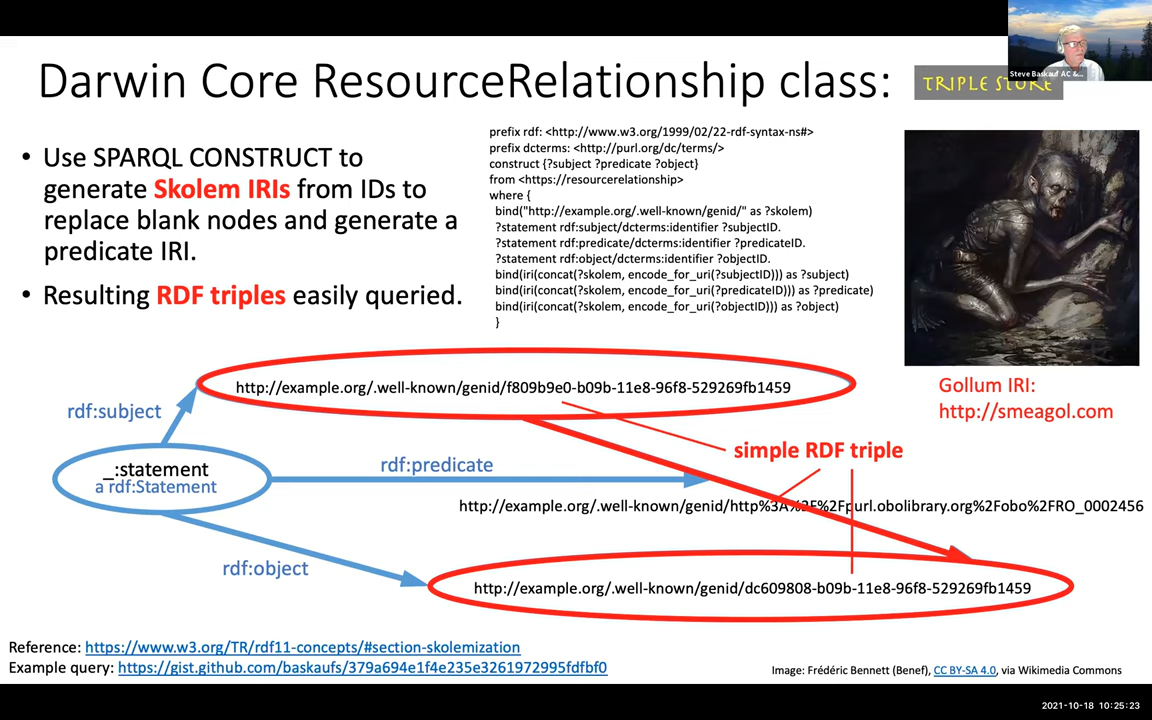 Steve Baskauf AC &...
Darwin Core ResourceRelationship class:
TRIPLE STORE
• Use SPARQL CONSTRUCT to
generate Skolem IRIs from IDs to
replace blank nodes and generate a
predicate IRI.
• Resulting RDF triples easily queried.
prefix rdf: <http://www.w3.org/1999/02/22-rdf-syntax-ns#>
prefix dcterms: <http://purl.org/dc/terms/>
construct {?subject ?predicate ?object}
from <https://resourcerelationship>
where {
bind("http://example.org/.well-known/genid/" as ?skolem)
?statement rdf:subject/dcterms:identifier ?subjectID.
?statement rdf:predicate/dcterms:identifier ?predicateID.
?statement rdf:object/dcterms:identifier ?objectID.
bind(iri(concat(?skolem, encode_for_uri(?subjectID))) as ?subject)
bind(iri(concat(?skolem, encode_for_uri(?predicateID))) as ?predicate)
bind(iri(concat(?skolem, encode_for_uri(?objectID))) as ?object)
}
Gollum IRI:
http://smeagol.com
http://example.org/.well-known/genid/f809b9e0-b09b-11e8-96f8-529269fb1459
rdf:subject
simple RDF triple
_:statement
a rdf:Statement
rdf:predicate
http://example.org/.well-known/genid/http%3A%2F%2Fpurl.obolibrary.org%2Fobo%2FRO_0002456
rdf:object
http://example.org/.well-known/genid/dc609808-b09b-11e8-96f8-529269fb1459
Reference: https://www.w3.org/TR/rdf11-concepts/#section-skolemization
Example query: https://gist.github.com/baskaufs/379a694e1f4e235e3261972995fdfbf0
Image: Frédéric Bennett (Benef), CC BY-SA 4.0, via Wikimedia Commons
2021-10-18 10:25:23